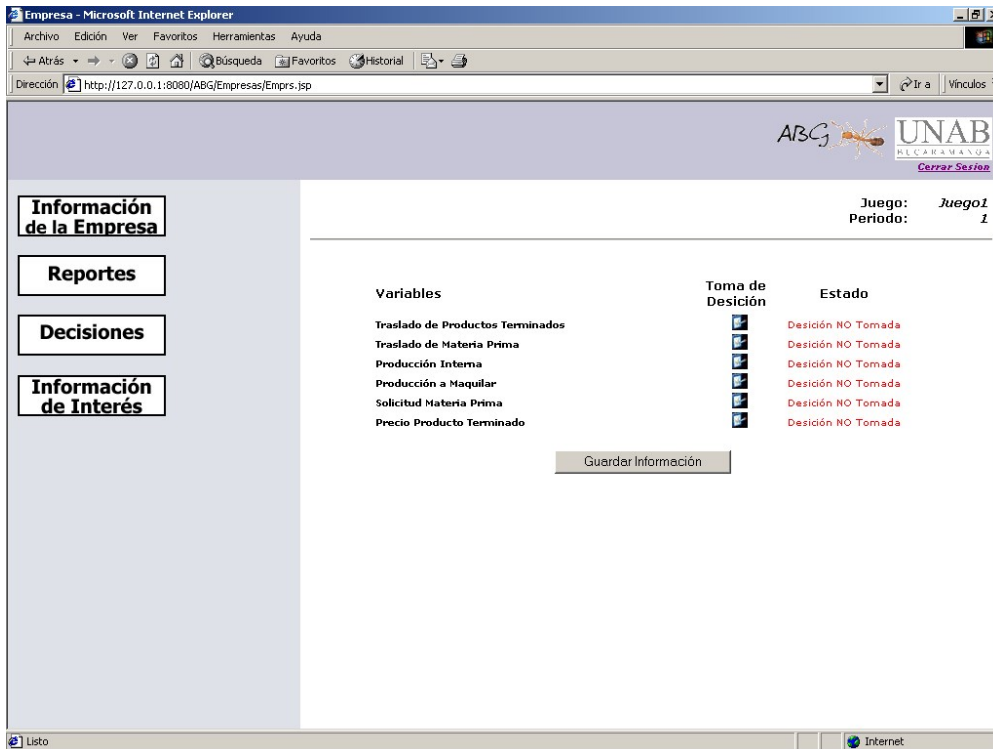 Empresa - Microsoft Internet Explorer
Archivo Edición Ver Favoritos Herramientas Ayuda
Atrás Búsqueda Favoritos Historial
Dirección http://127.0.0.1:8080/ABG/Empresas/Emprs.jsp Ir a Vínculos
ABG UNAB
BUCARAMANGA
Cerrar Sesion
Información de la Empresa
Juego: Juego1
Periodo: 1
Reportes
Decisiones
Información de Interés
Variables Toma de Desición Estado
Traslado de Productos Terminados Desición NO Tomada
Traslado de Materia Prima Desición NO Tomada
Producción Interna Desición NO Tomada
Producción a Maquilar Desición NO Tomada
Solicitud Materia Prima Desición NO Tomada
Precio Producto Terminado Desición NO Tomada
Guardar Información
Listo Internet